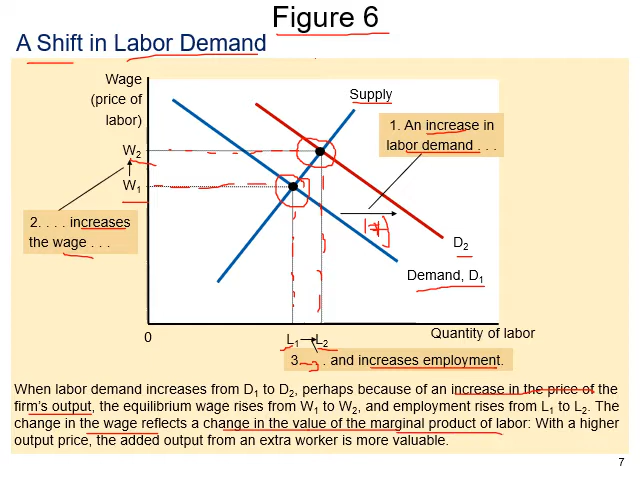 Figure 6
A Shift in Labor Demand
Wage
(price of
labor)
Supply
1. An increase in
labor demand . . .
W2
W1
2. . . . increases
the wage . . .
D2
Demand, D1
0
L1
L2
Quantity of labor
3. . . . and increases employment.
When labor demand increases from D1 to D2, perhaps because of an increase in the price of the
firm's output, the equilibrium wage rises from W1 to W2, and employment rises from L1 to L2. The
change in the wage reflects a change in the value of the marginal product of labor: With a higher
output price, the added output from an extra worker is more valuable.
7